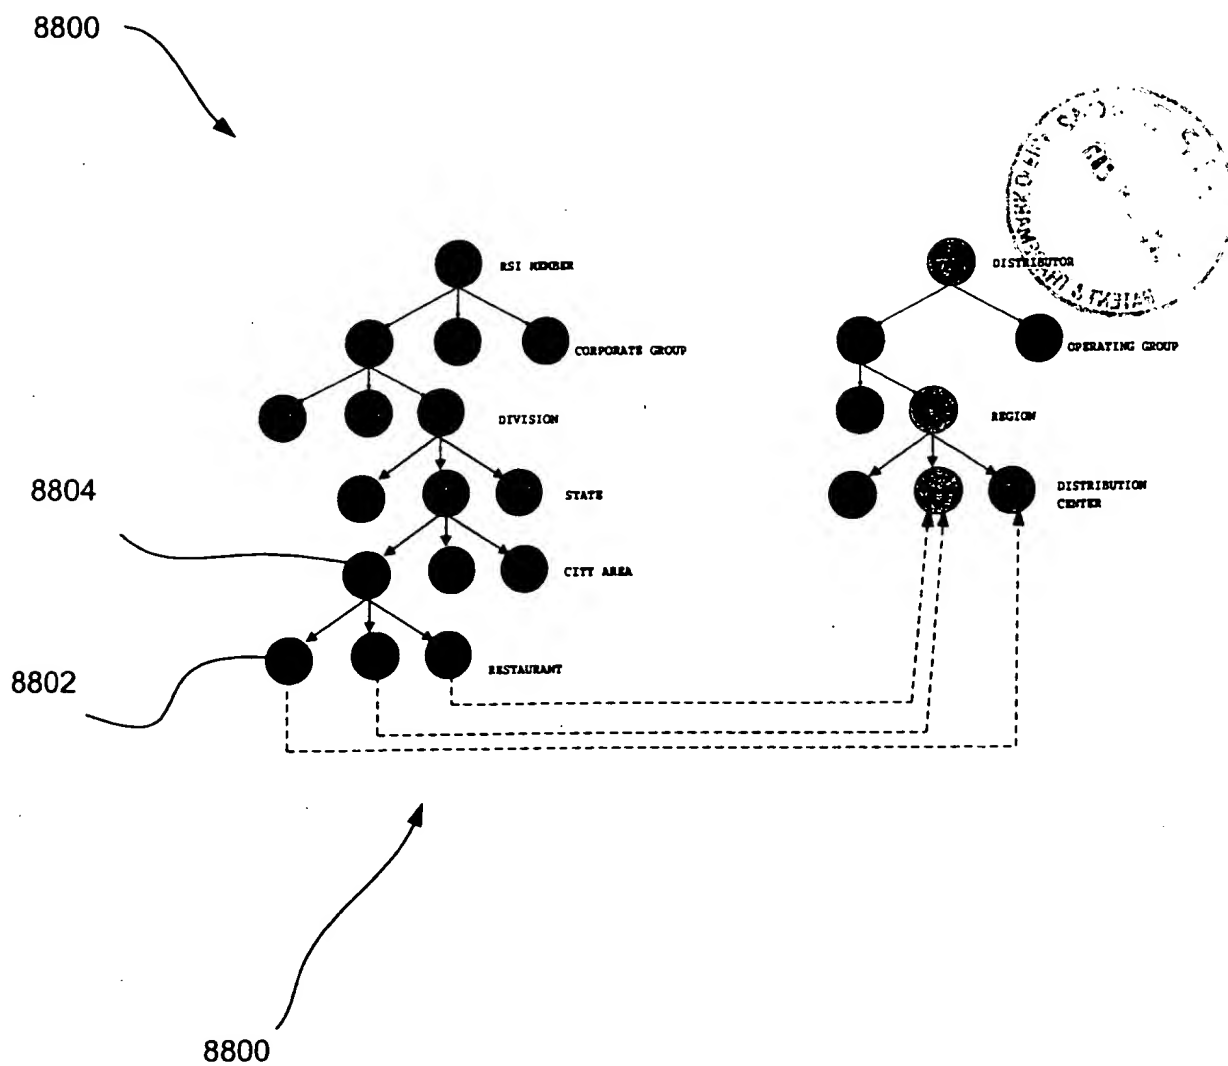 8800
RSI MEMBER
DISTRIBUTOR
CORPORATE GROUP
OPERATING GROUP
DIVISION
REGION
8804
STATE
DISTRIBUTION
CENTER
CITY AREA
8802
RESTAURANT
8800